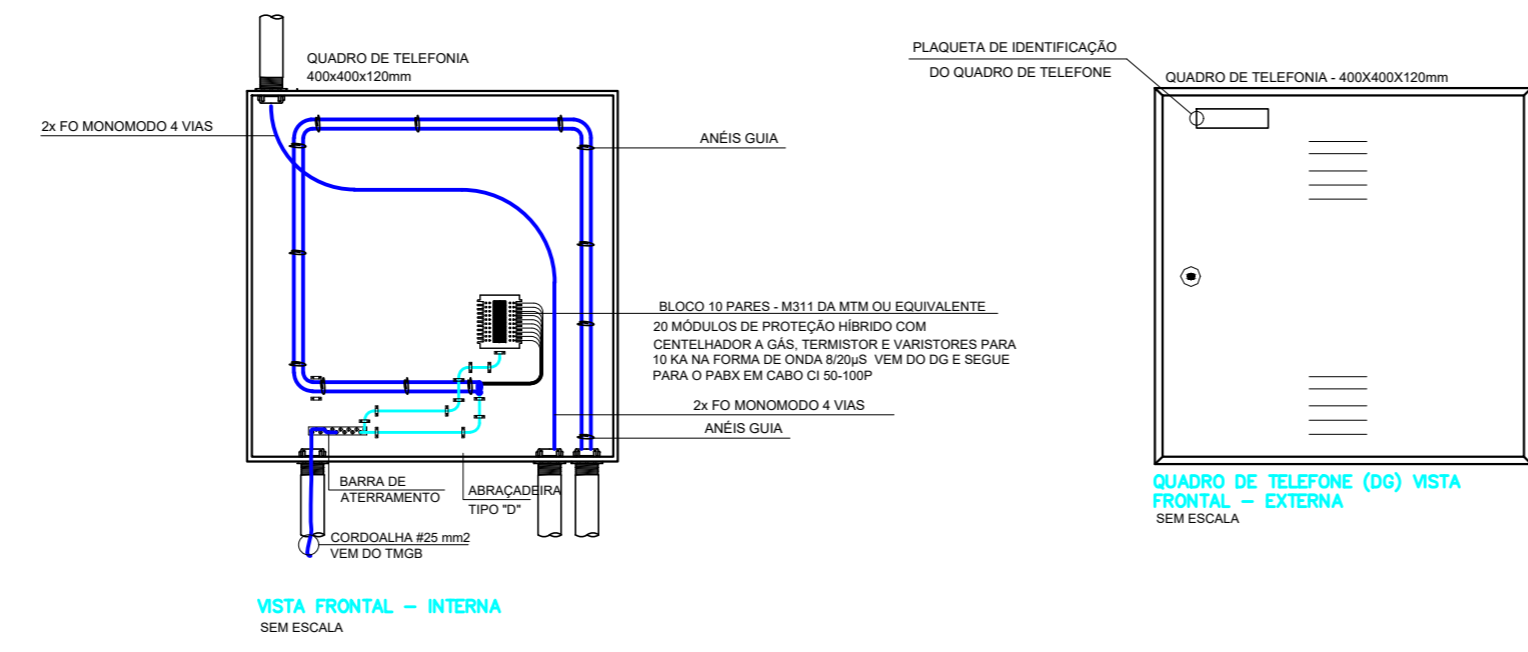 QUADRO DE TELEFONIA
400x400x120mm
2x FO MONOMODO 4 VIAS
ANÉIS GUIA
BLOCO 10 PARES - M311 DA MTM OU EQUIVALENTE
20 MÓDULOS DE PROTEÇÃO HÍBRIDO COM
CENTELHADOR A GÁS, TERMISTOR E VARISTORES PARA
10 KA NA FORMA DE ONDA 8/20µS VEM DO DG E SEGUE
PARA O PABX EM CABO CI 50-100P
2x FO MONOMODO 4 VIAS
ANÉIS GUIA
BARRA DE
ATERRAMENTO
ABRAÇADEIRA
TIPO "D"
CORDOALHA #25 mm2
VEM DO TMGB
VISTA FRONTAL – INTERNA
SEM ESCALA
PLAQUETA DE IDENTIFICAÇÃO
DO QUADRO DE TELEFONE
QUADRO DE TELEFONIA - 400X400X120mm
QUADRO DE TELEFONE (DG) VISTA
FRONTAL – EXTERNA
SEM ESCALA